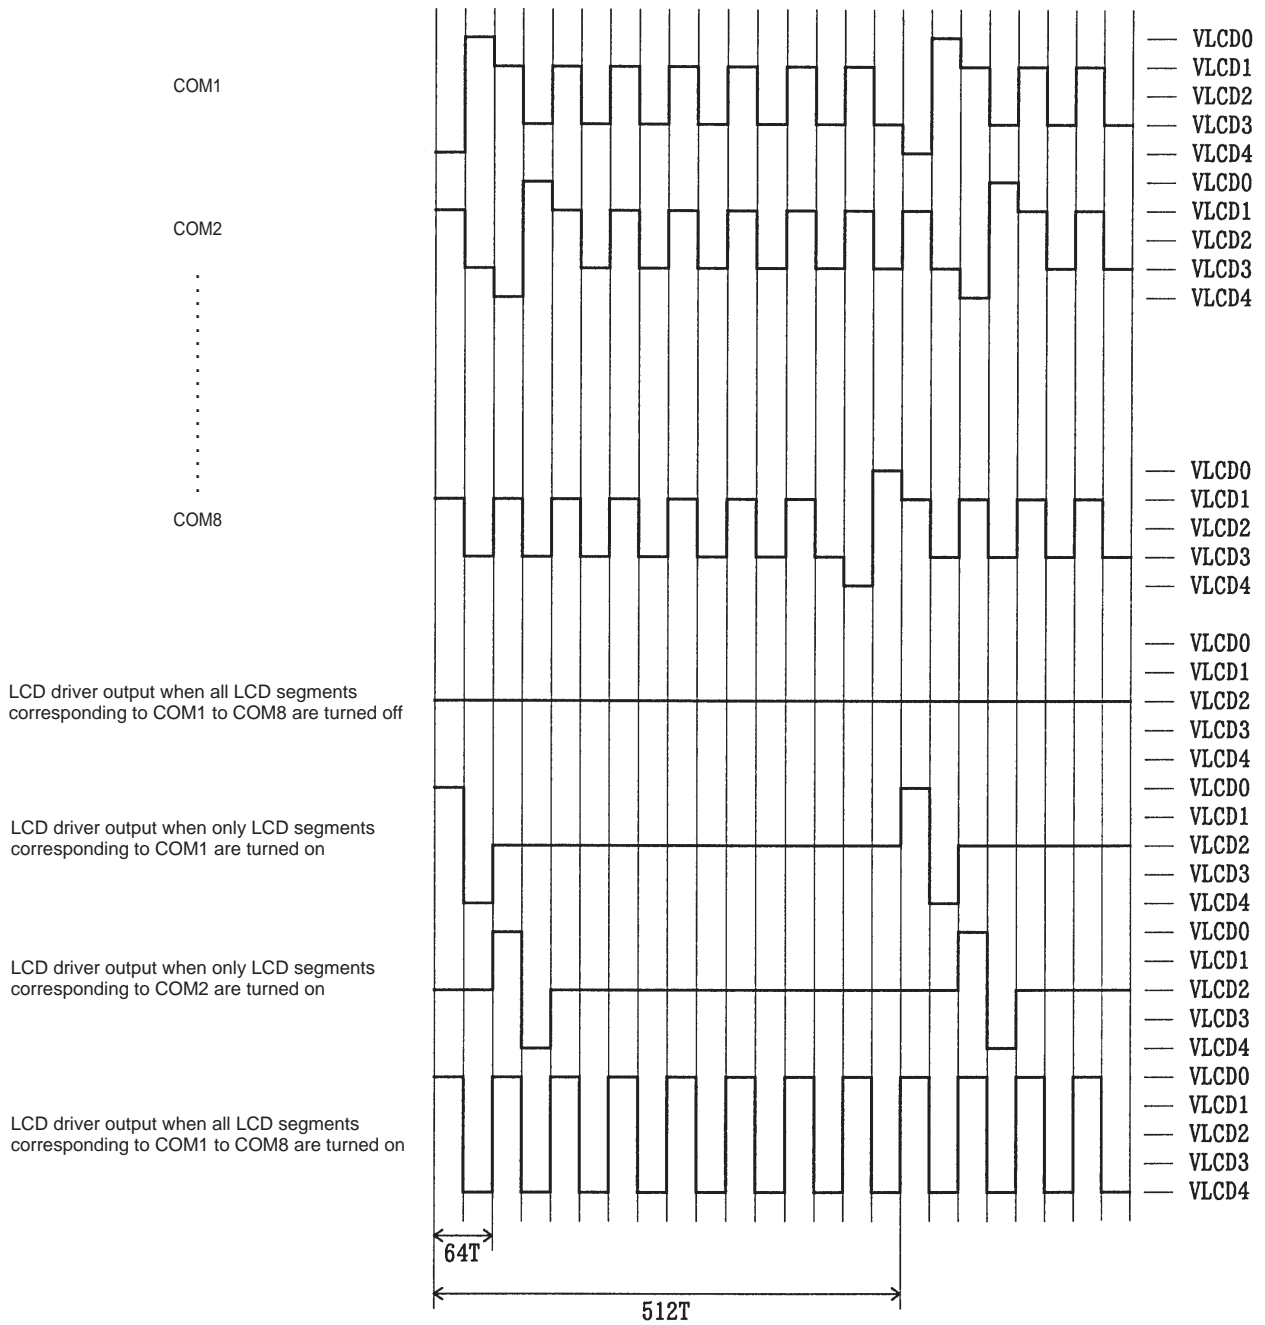 VLCD0
VLCD1
COM1
VLCD2
VLCD3
VLCD4
VLCD0
VLCD1
COM2
VLCD2
VLCD3
VLCD4
VLCD0
VLCD1
COM8
VLCD2
VLCD3
VLCD4
VLCD0
VLCD1
LCD driver output when all LCD segments
corresponding to COM1 to COM8 are turned off
VLCD2
VLCD3
VLCD4
VLCD0
VLCD1
LCD driver output when only LCD segments
corresponding to COM1 are turned on
VLCD2
VLCD3
VLCD4
VLCD0
VLCD1
LCD driver output when only LCD segments
corresponding to COM2 are turned on
VLCD2
VLCD3
VLCD4
VLCD0
VLCD1
LCD driver output when all LCD segments
corresponding to COM1 to COM8 are turned on
VLCD2
VLCD3
VLCD4
64T
512T